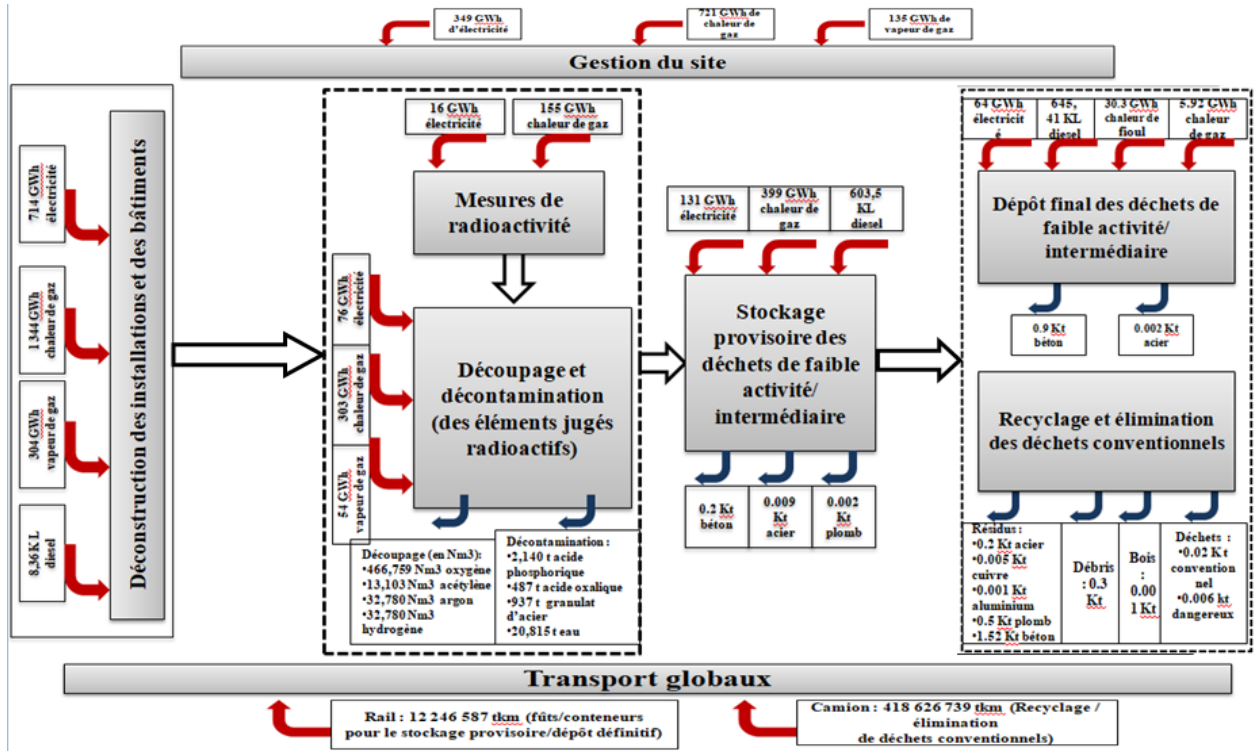 349 GWh
d'électricité
721 GWh de
chaleur de
gaz
135 GWh de
vapeur de gaz
Gestion du site
714 GWh
électricité
1344 GWh
chaleur de gaz
304 GWh
vapeur de gaz
8,36K L
diesel
Déconstruction des installations et des bâtiments
16 GWh
électricité
155 GWh
chaleur de gaz
Mesures de
radioactivité
76 GWh
électricité
303 GWh
chaleur de gaz
54 GWh
vapeur de gaz
Découpage et
décontamination
(des éléments jugés
radioactifs)
Découpage (en Nm3):
•466,759 Nm3 oxygène
•13,103 Nm3 acétylène
•32,780 Nm3 argon
•32,780 Nm3
hydrogène
Décontamination :
•2,140 t acide
phosphorique
•487 t acide oxalique
•937 t granulat
d'acier
•20,815 t eau
131 GWh
électricité
399 GWh
chaleur de
gaz
603,5
KL
diesel
Stockage
provisoire des
déchets de faible
activité/
intermédiaire
0.2 Kt
béton
0.009
Kt
acier
0.002
Kt
plomb
64 GWh
électricit
é
645,
41 KL
diesel
30.3 GWh
chaleur de
fioul
5.92 GWh
chaleur
de gaz
Dépôt final des déchets de
faible activité/
intermédiaire
0.9 Kt
béton
0.002 Kt
acier
Recyclage et élimination
des déchets conventionnels
Résidus :
•0.2 Kt acier
•0.005 Kt
cuivre
•0.001 Kt
aluminium
•0.5 Kt plomb
•1.52 Kt béton
Débris
: 0.3
Kt
Bois
:
0.00
1 Kt
Déchets :
•0.02 K t
convention
nel
•0.006 kt
dangereux
Transport globaux
Rail : 12 246 587 tkm (fûts/conteneurs
pour le stockage provisoire/dépôt définitif)
Camion : 418 626 739 tkm (Recyclage /
élimination
de déchets conventionnels)